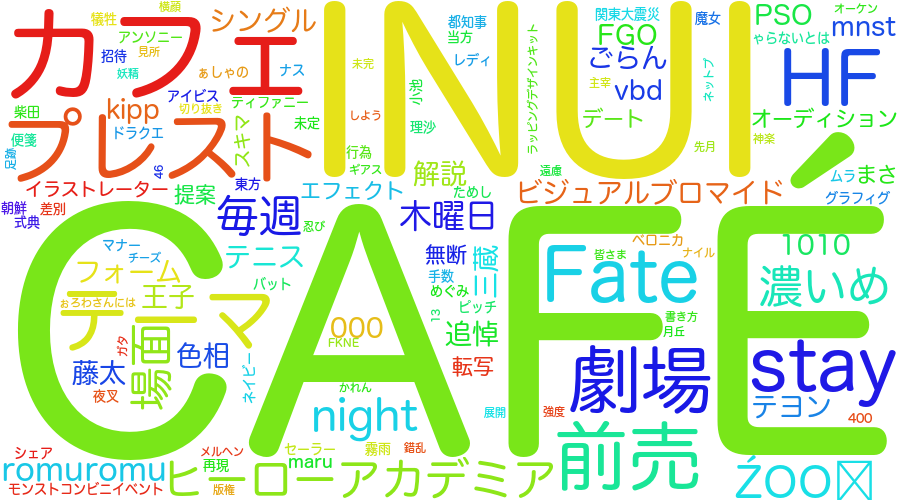 カフェ
INUI
CAFÉ
プレスト
HF
stay
Fate
劇場
前売
テーマ
場面
濃いめ
ヒーローアカデミア
night
毎週
木曜日
ビジュアルブロマイド
romuromu
オーディション
シングル
エフェクト
イラストレーター
テニス
フォーム
王子
色相
藤太
三蔵
追悼
転写
無断
解説
提案
デート
ごらん
vbd
FGO
PSO
mnst
kipp
1010
000
テヨン
まさ
ムラ
グラフィック
横顔
犠牲
アンソニー
見所
招待
妖精
ぁしゃの
ナス
アイビス
切り抜き
ティファニー
柴田
便箋
足跡
ドラクエ
46
スキマ
未定
東方
朝鮮
式典
差別
忍び
マナー
チーズ
バット
ぉろわさんには
ガタ
夜叉
ネイビー
FKNE
かれん
シェア
モンストコンビニイベント
メルヘン
再現
版権
セーラー
maru
霧雨
錯乱
展開
強度
400
手数
めぐみ
ためし
ピッチ
13
ベロニカ
皆さま
ナイル
書き方
月丘
都知事
当方
レディ
小池
理沙
未完
しよう
行為
ギアス
ラッピングデザインキット
関東大震災
主宰
遠慮
ネットプ
魔女
先月
神楽
オーケン
ゃらないとは